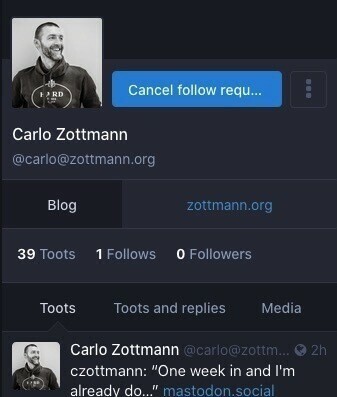 HARD
Cancel follow requ...
Carlo Zottmann
@carlo@zottmann.org
Blog zottmann.org
39 Toots 1 Follows 0 Followers
Toots Toots and replies Media
Carlo Zottmann @carlo@zottm... 2h
czottmann: “One week in and I'm
already do...” mastodon.social